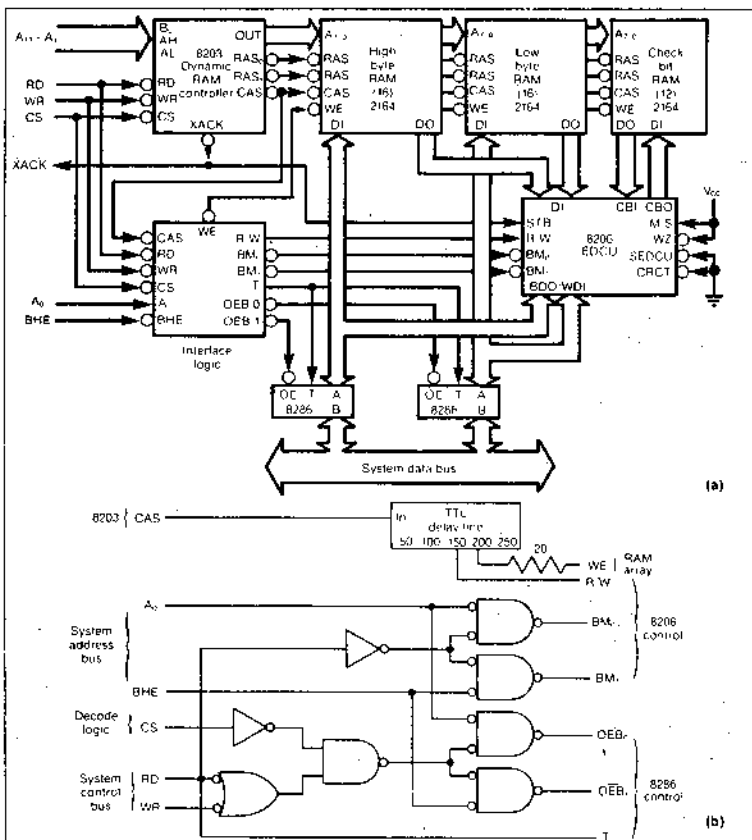 B, OUT
AH
AL
8203
Dynamic
RAM
controller
RAS
RAS
CAS
RD
WR
CS
RD
WR
CS
XACK
XACK
High
byte
RAM
(16)
2164
RAS
RAS
CAS
WE
DI DO
Low
byte
RAM
(16)
2164
RAS
RAS
CAS
WE
DI DO
Check
bit
RAM
(12)
2164
RAS
RAS
CAS
WE
DO DI
WE
CAS
RD
WR
CS
A
BHE
A₀
BHE
R W
BM₀
BM₁
T
OEB 0
OEB 1
Interface
logic
DI CBI CBO
STB
R W
BM₀
BM₁
8206
EDCU
M S
WZ
SEDCU
CRCT
BDO WDI
Vcc
OE T A
8286 B
OE T A
8286 B
System data bus
(a)
8203 { CAS
In TTL
delay line
50 100 150 200 250
20
WE RAM
array
R W
A₀
System
address
bus
BHE
Decode
logic { CS
System
control
bus
RD
WR
BM₀
BM₁
8206
control
OEB₀
OEB₁
8286
control
T
(b)